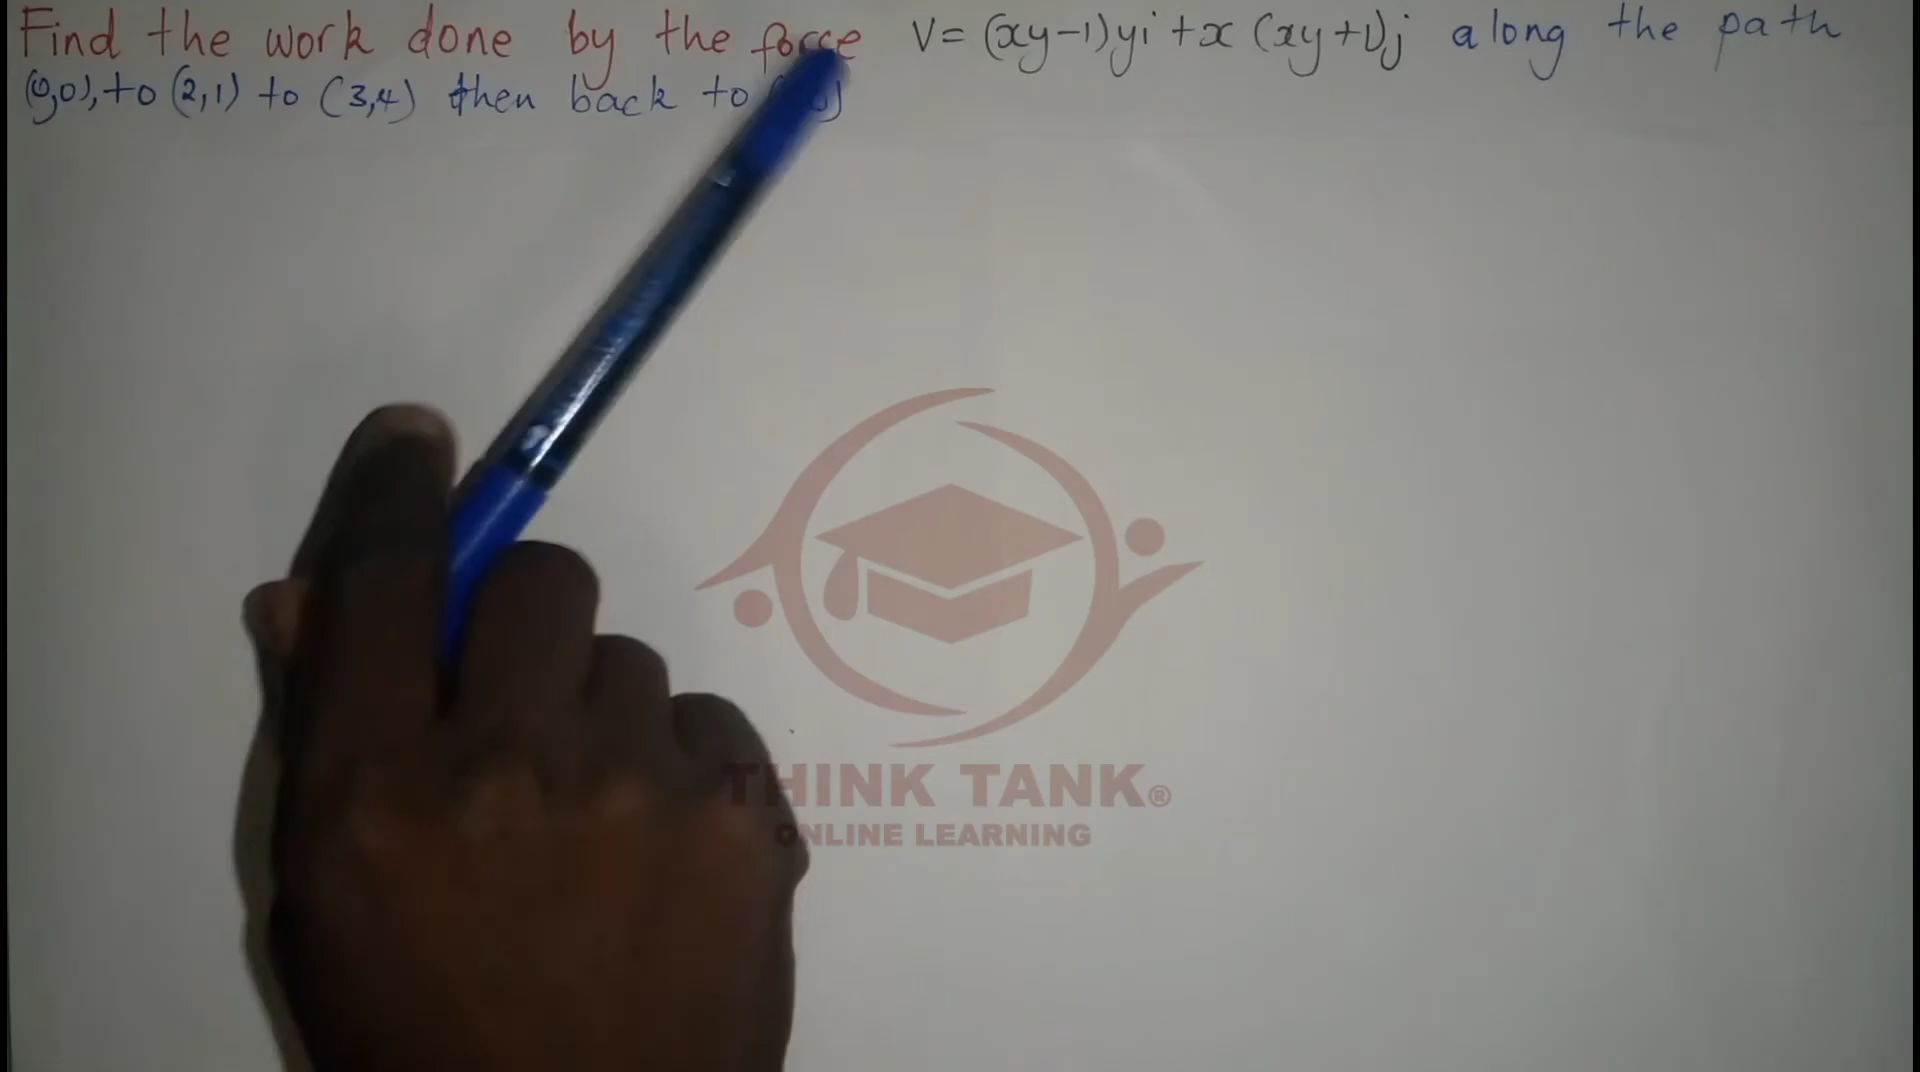 Find the work done by the force V= (xy-1)yi +x (xy+1)j along the path
(0,0), to (2,1) to (3,4) then back to
THINK TANK®
ONLINE LEARNING